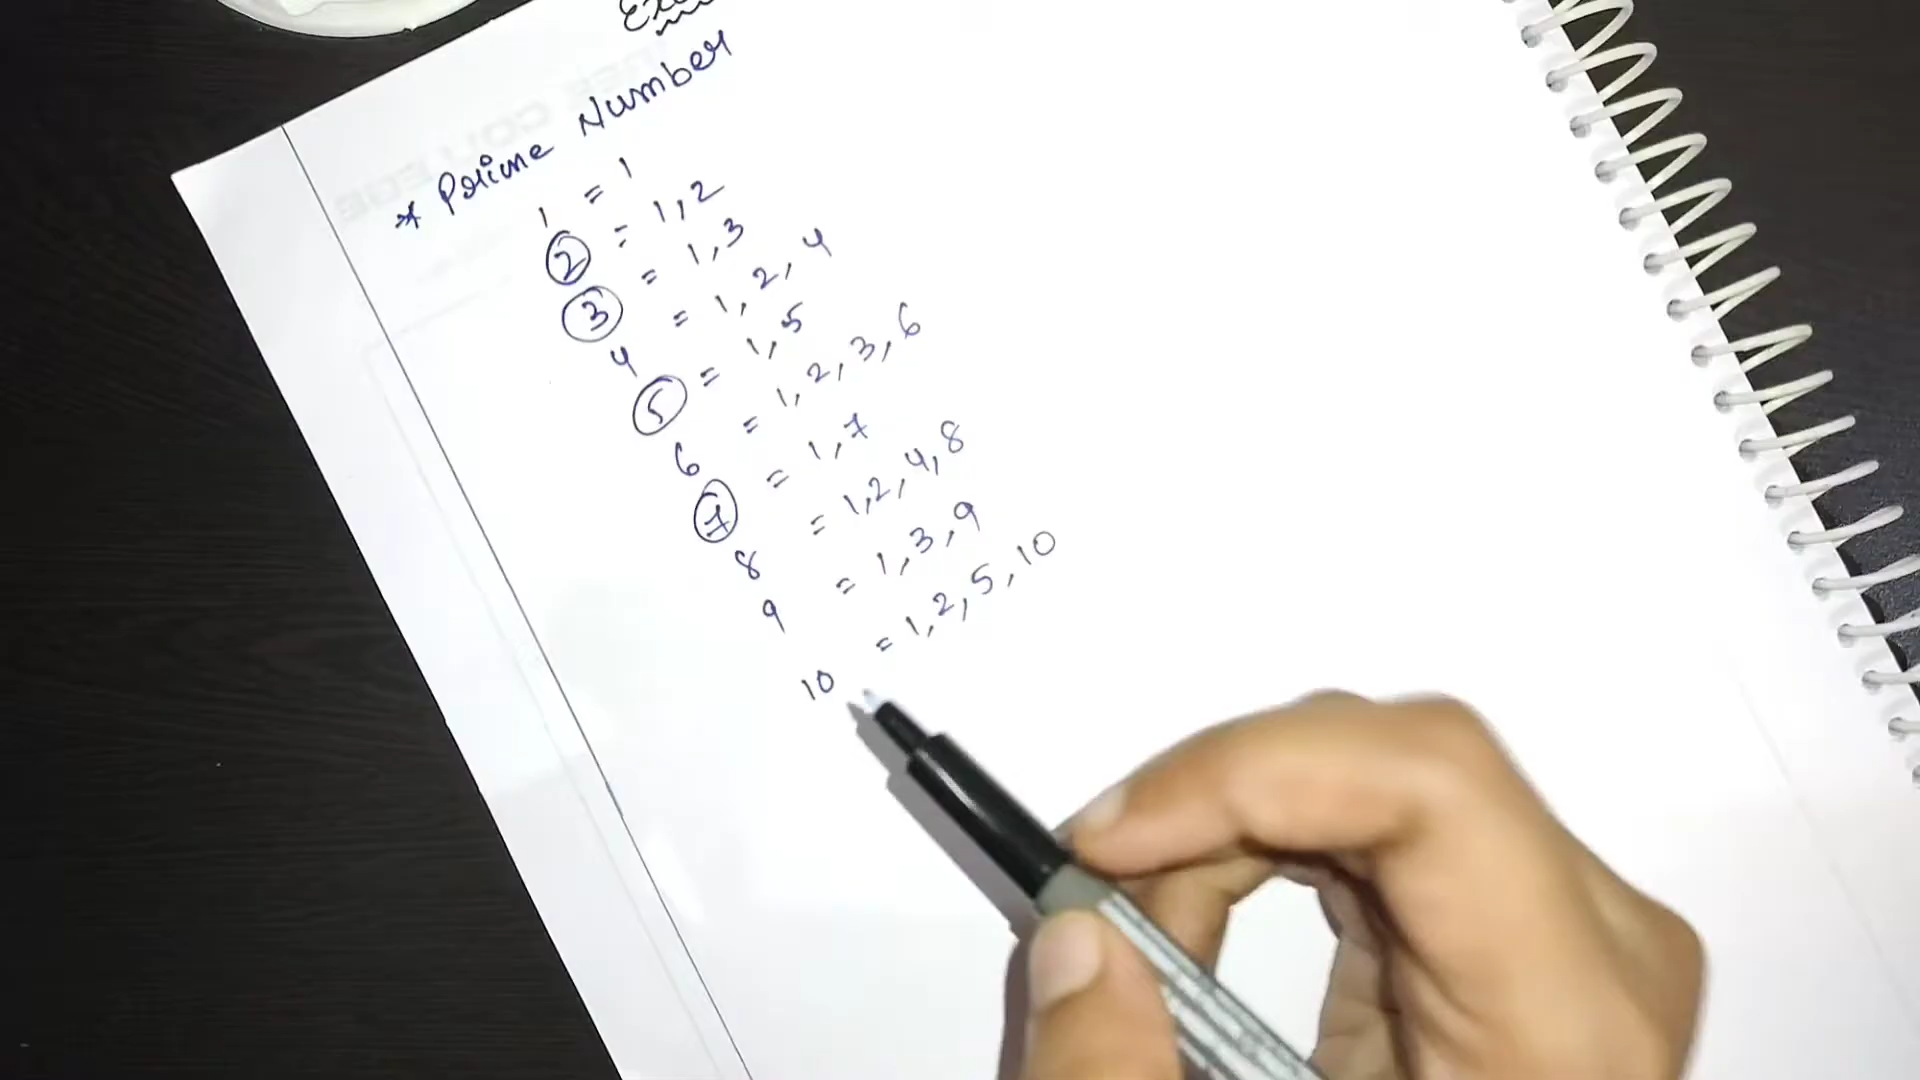 * Prime Number
1 = 1
2 = 1, 2
3 = 1, 3
4 = 1, 2, 4
5 = 1, 5
6 = 1, 2, 3, 6
7 = 1, 7
8 = 1, 2, 4, 8
9 = 1, 3, 9
10 = 1, 2, 5, 10